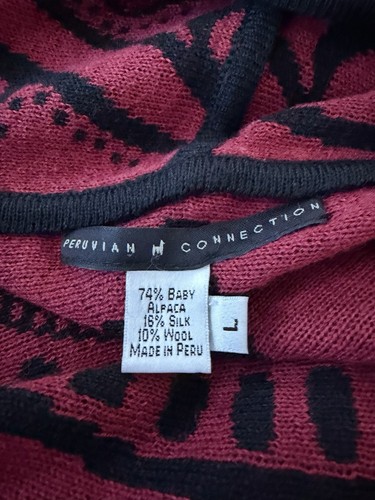 PERUVIAN CONNECTION
74% BABY
ALPACA
16% SILK
10% WOOL
MADE IN PERU
L